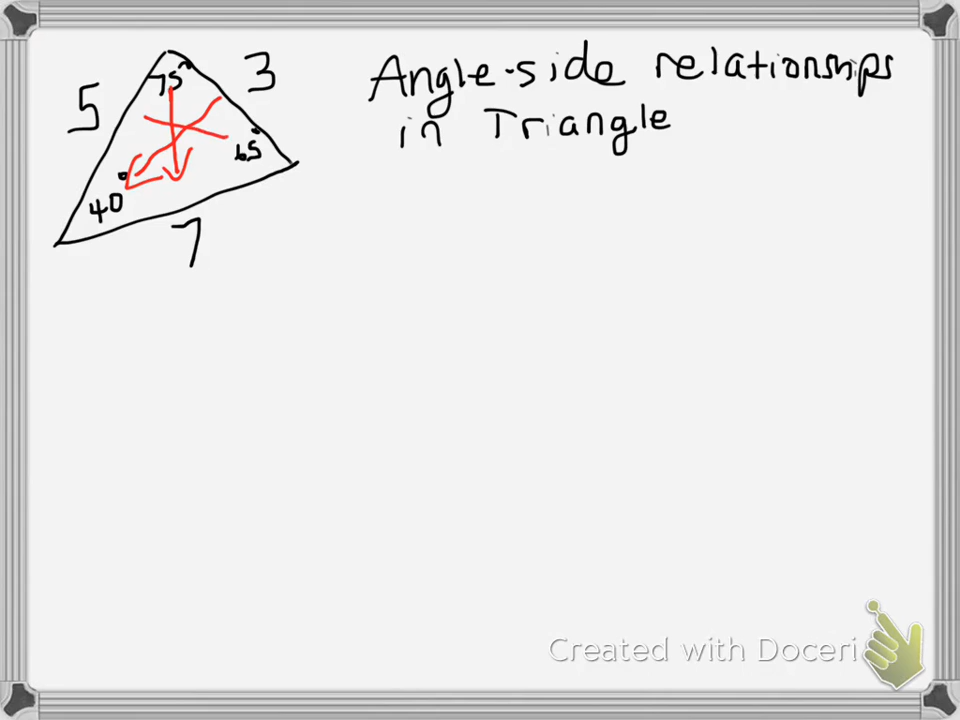 75°
5
3
Angle-side relationships
in Triangle
65°
40°
7
Created with Doceri